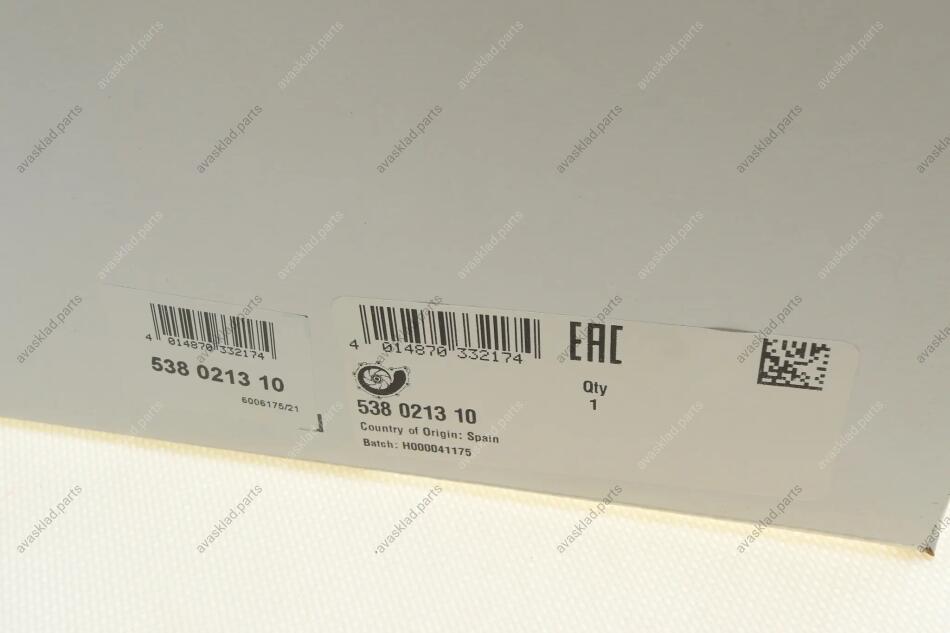 4 014870 332174
538 0213 10
6006175/21
4 014870 332174
EAC
Qty
1
538 0213 10
Country of Origin: Spain
Batch: H000041175
avasklad.parts